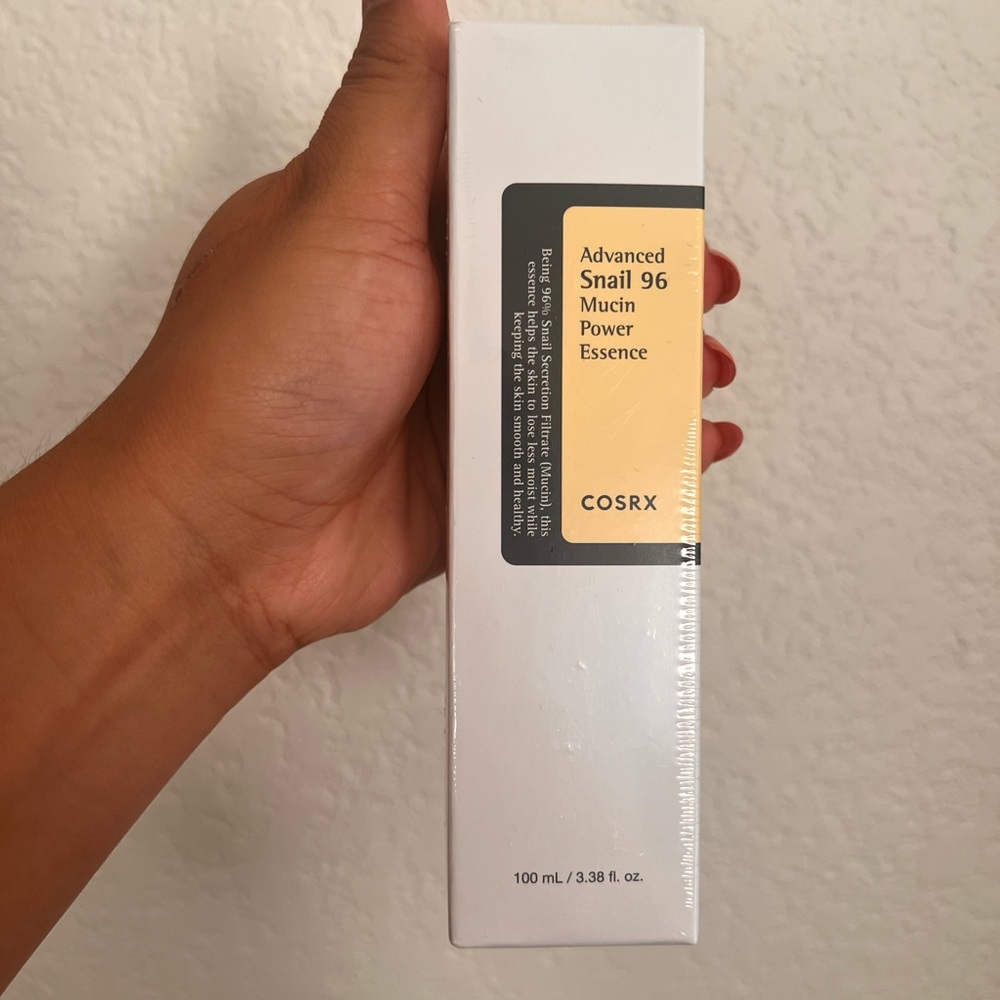 Advanced
Snail 96
Mucin
Power
Essence
COSRX
Being 96% Snail Secretion Filtrate (Mucin), this
essence helps the skin to lose less moist while
keeping the skin smooth and healthy.
100 mL / 3.38 fl. oz.